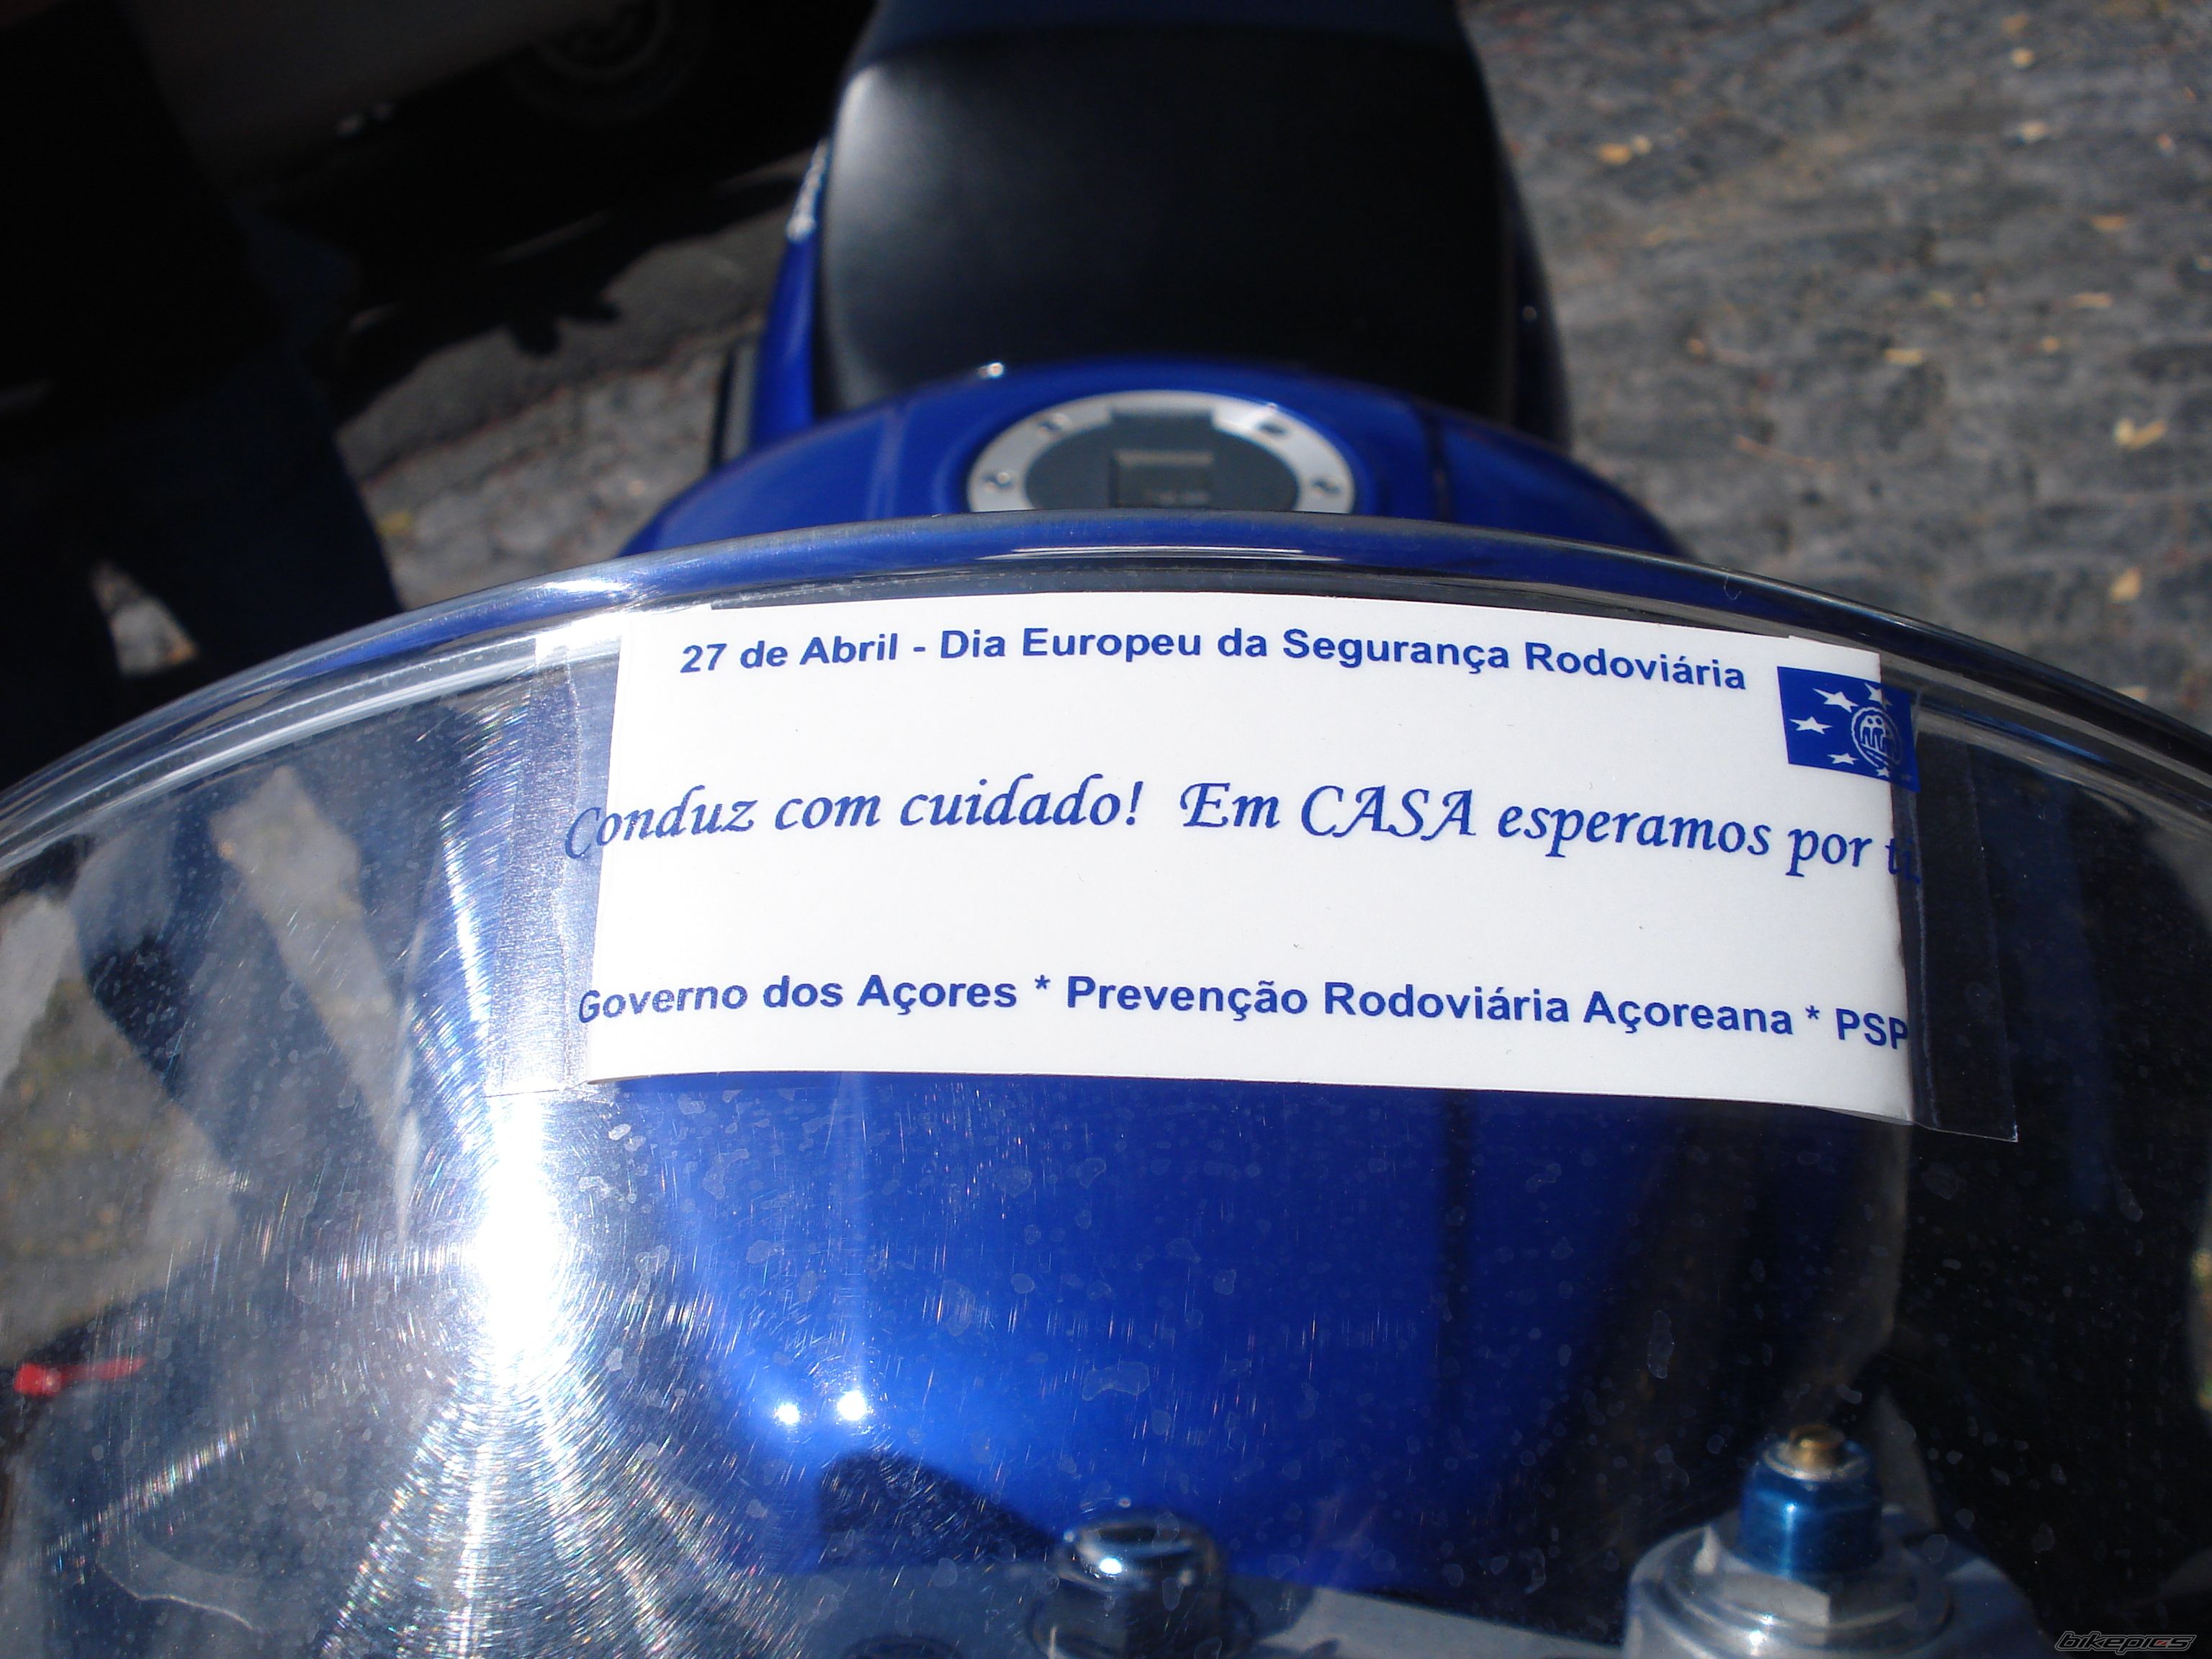 27 de Abril - Dia Europeu da Segurança Rodoviária
Conduz com cuidado! Em CASA esperamos por ti.
Governo dos Açores * Prevenção Rodoviária Açoreana * PSP
bikepics